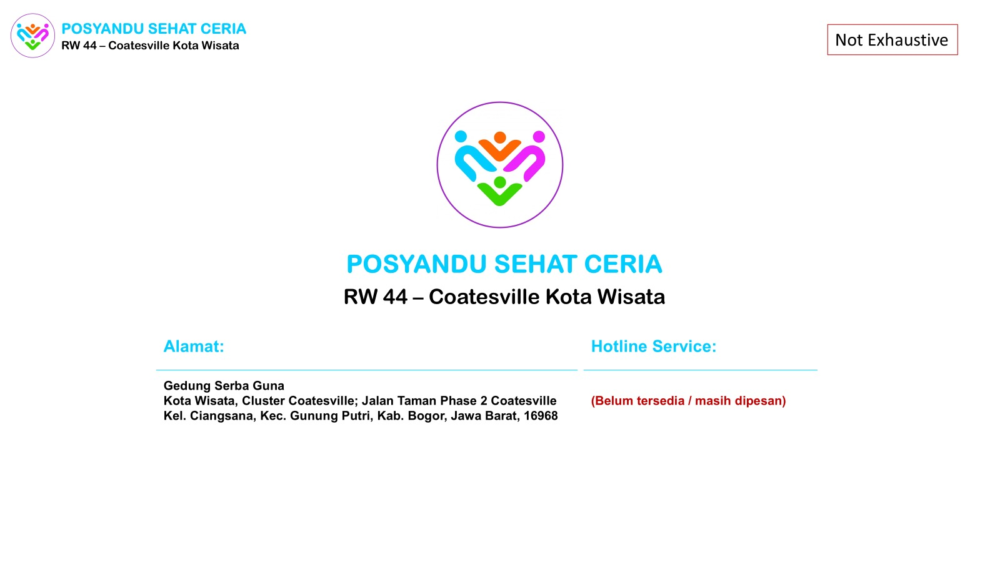 POSYANDU SEHAT CERIA
RW 44 – Coatesville Kota Wisata
Not Exhaustive
POSYANDU SEHAT CERIA
RW 44 – Coatesville Kota Wisata
Alamat:
Gedung Serba Guna
Kota Wisata, Cluster Coatesville; Jalan Taman Phase 2 Coatesville
Kel. Ciangsana, Kec. Gunung Putri, Kab. Bogor, Jawa Barat, 16968
Hotline Service:
(Belum tersedia / masih dipesan)